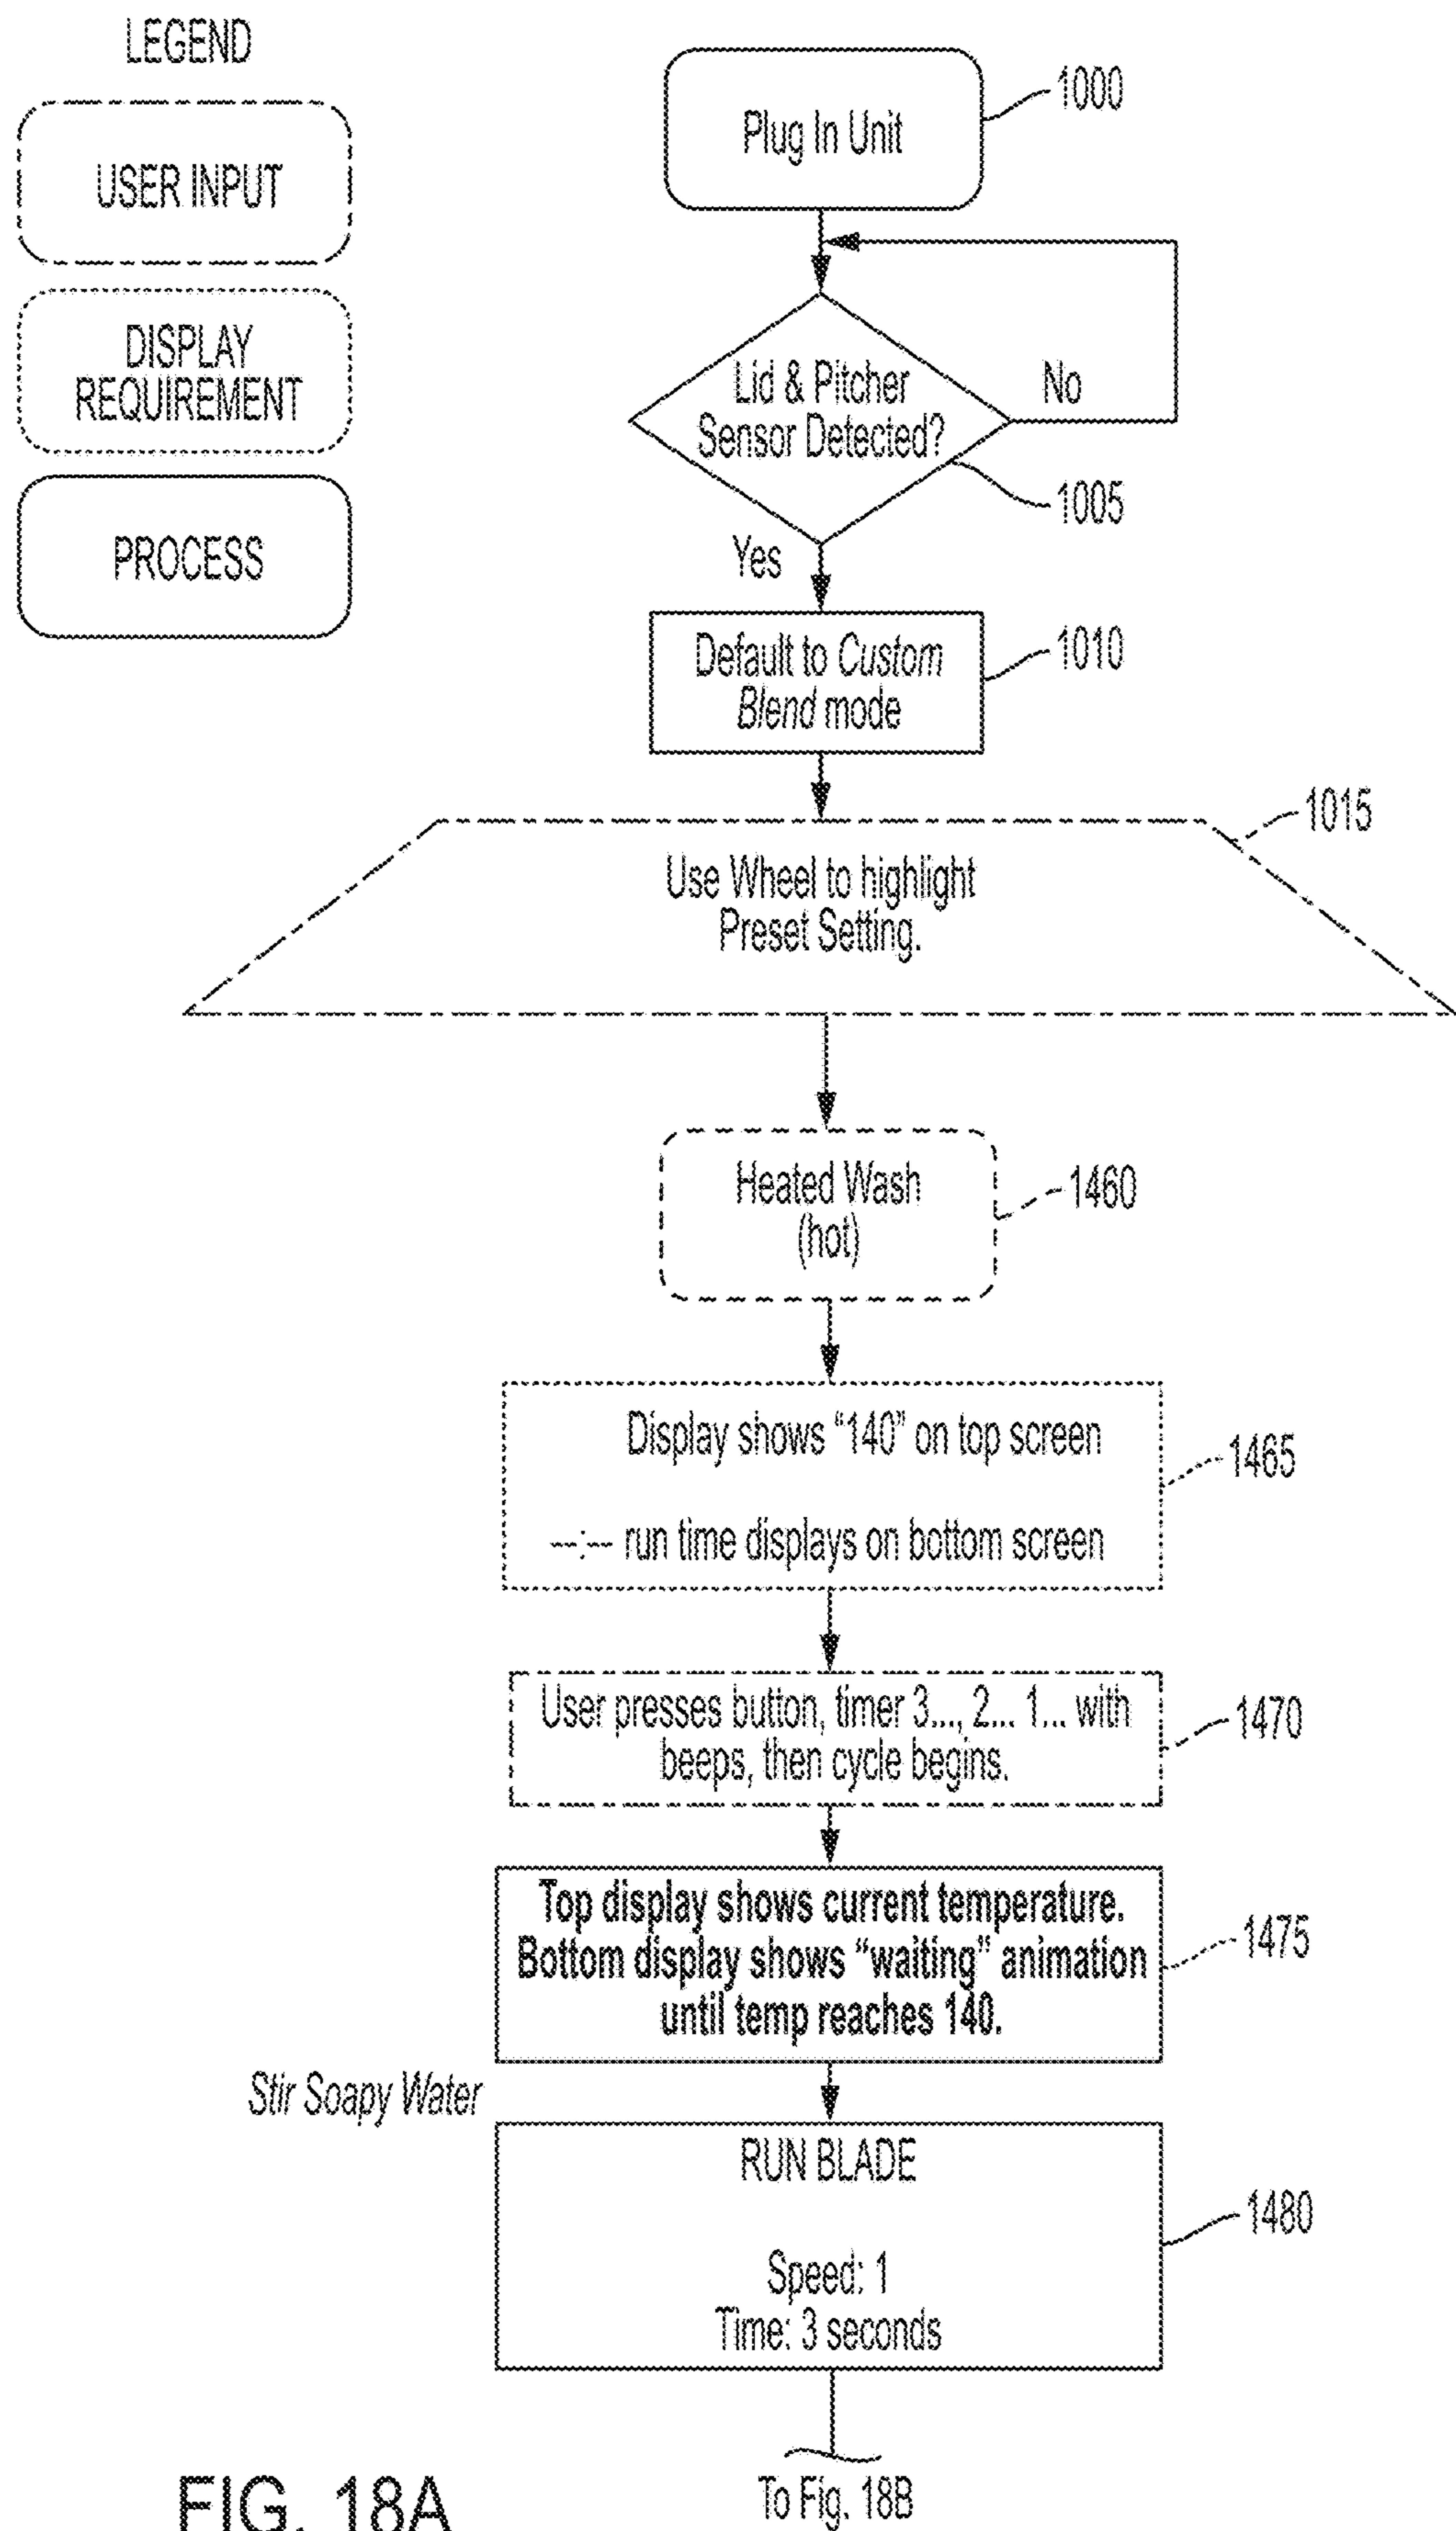 LEGEND
USER INPUT
DISPLAY
REQUIREMENT
PROCESS
Plug In Unit
1000
Lid & Pitcher
Sensor Detected?
No
1005
Yes
Default to Custom
Blend mode
1010
1015
Use Wheel to highlight
Preset Setting.
Heated Wash
(hot)
1460
Display shows “140” on top screen
--:-- run time displays on bottom screen
1465
User presses button, timer 3..., 2... 1... with
beeps, then cycle begins.
1470
Top display shows current temperature.
Bottom display shows “waiting” animation
until temp reaches 140.
1475
Stir Soapy Water
RUN BLADE
Speed: 1
Time: 3 seconds
1480
To Fig. 18B
FIG. 18A